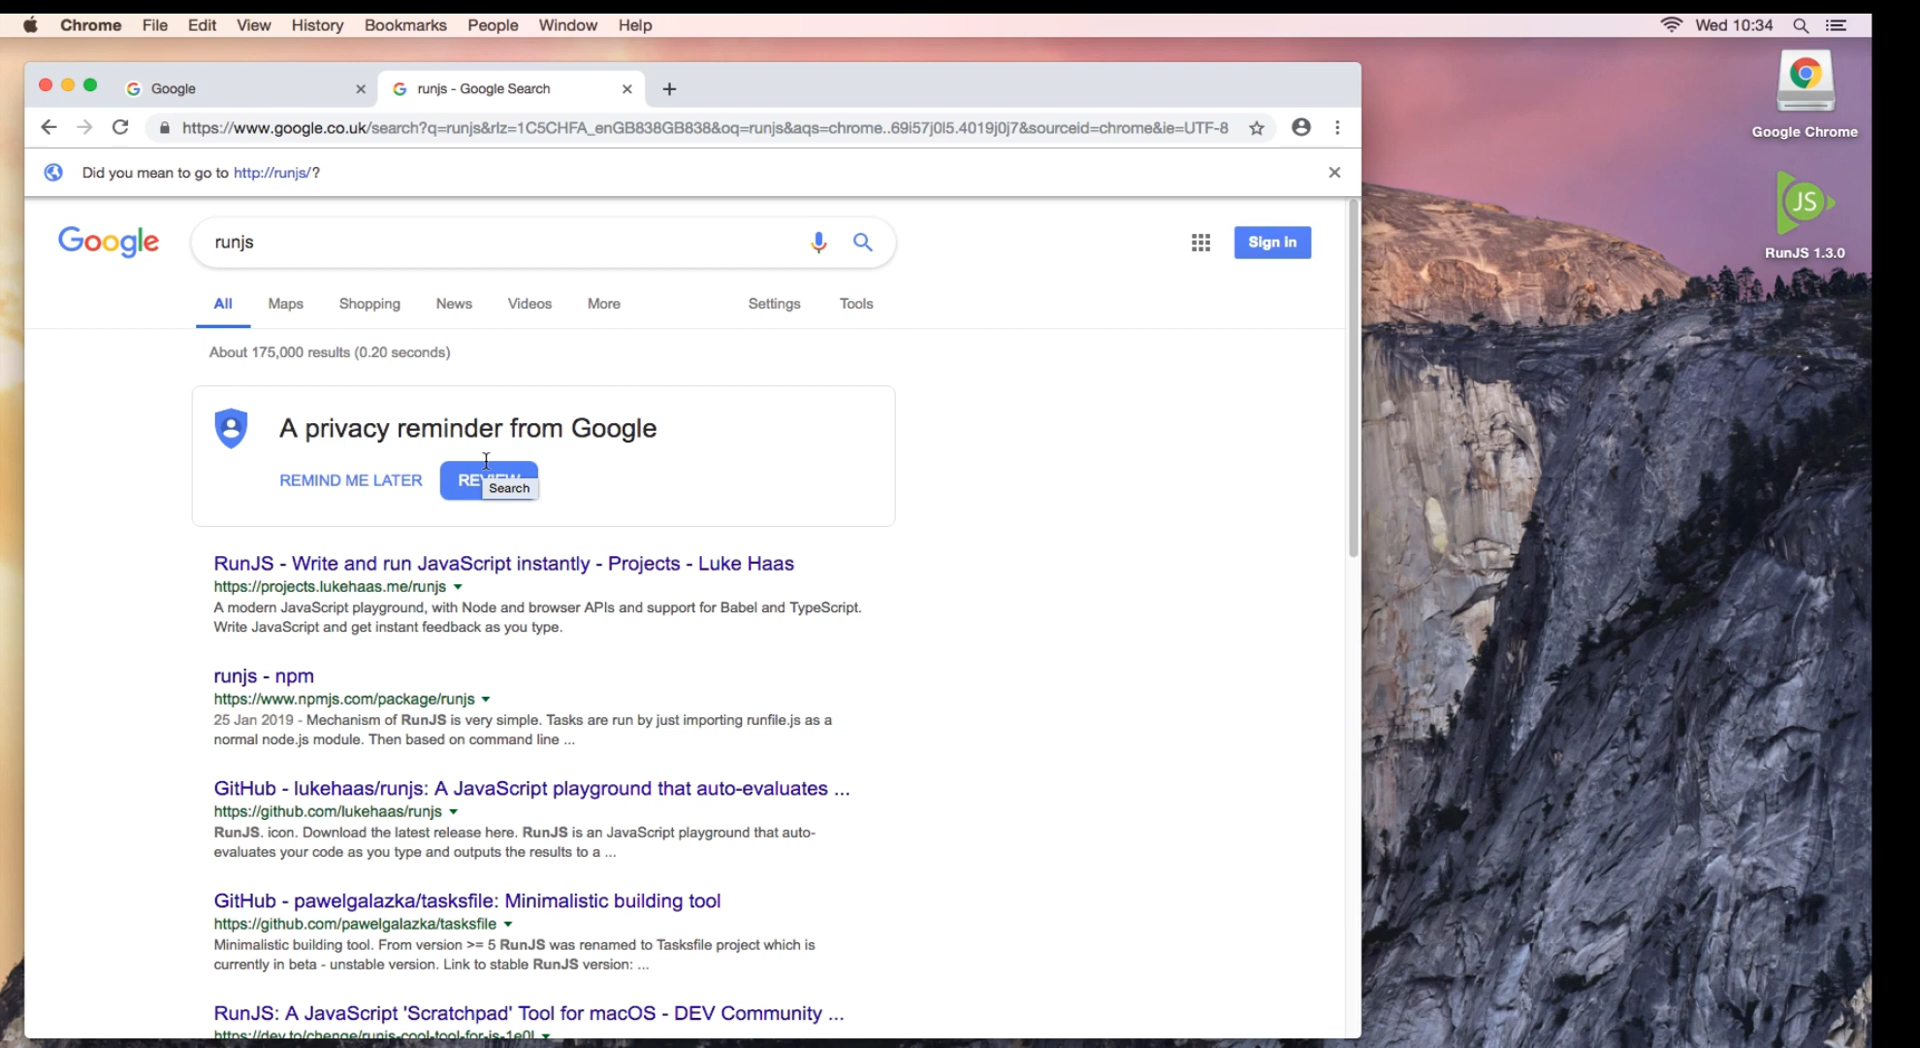 Chrome File Edit View History Bookmarks People Window Help
Wed 10:34
Google
runjs - Google Search
https://www.google.co.uk/search?q=runjs&rlz=1C5CHFA_enGB838GB838&oq=runjs&aqs=chrome..69i57j0l5.4019j0j7&sourceid=chrome&ie=UTF-8
Did you mean to go to http://runjs/?
Google
runjs
Sign in
All Maps Shopping News Videos More Settings Tools
About 175,000 results (0.20 seconds)
A privacy reminder from Google
REMIND ME LATER
Search
RunJS - Write and run JavaScript instantly - Projects - Luke Haas
https://projects.lukehaas.me/runjs
A modern JavaScript playground, with Node and browser APIs and support for Babel and TypeScript.
Write JavaScript and get instant feedback as you type.
runjs - npm
https://www.npmjs.com/package/runjs
25 Jan 2019 - Mechanism of RunJS is very simple. Tasks are run by just importing runfile.js as a
normal node.js module. Then based on command line ...
GitHub - lukehaas/runjs: A JavaScript playground that auto-evaluates ...
https://github.com/lukehaas/runjs
RunJS. icon. Download the latest release here. RunJS is an JavaScript playground that auto-
evaluates your code as you type and outputs the results to a ...
GitHub - pawelgalazka/tasksfile: Minimalistic building tool
https://github.com/pawelgalazka/tasksfile
Minimalistic building tool. From version >= 5 RunJS was renamed to Tasksfile project which is
currently in beta - unstable version. Link to stable RunJS version: ...
RunJS: A JavaScript 'Scratchpad' Tool for macOS - DEV Community ...
Google Chrome
JS
RunJS 1.3.0